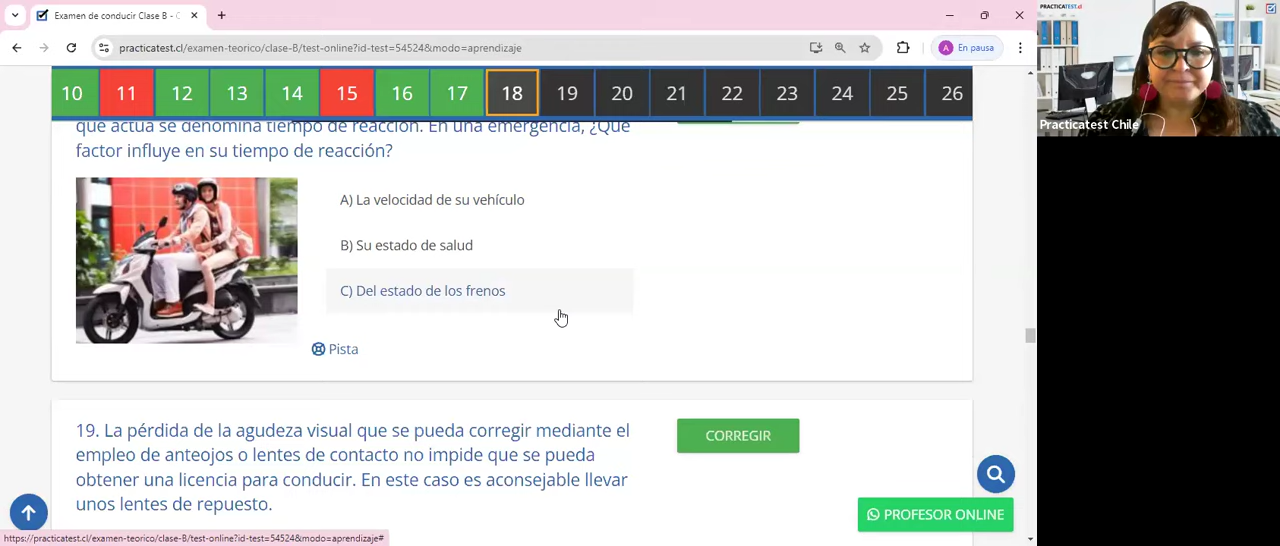 Examen de conducir Clase B - C
practicatest.cl/examen-teorico/clase-B/test-online?id-test=54524&modo=aprendizaje
A En pausa
10 11 12 13 14 15 16 17 18 19 20 21 22 23 24 25 26
que actúa se denomina tiempo de reacción. En una emergencia, ¿Qué
factor influye en su tiempo de reacción?
A) La velocidad de su vehículo
B) Su estado de salud
C) Del estado de los frenos
Pista
19. La pérdida de la agudeza visual que se pueda corregir mediante el
empleo de anteojos o lentes de contacto no impide que se pueda
obtener una licencia para conducir. En este caso es aconsejable llevar
unos lentes de repuesto.
CORREGIR
PROFESOR ONLINE
https://practicatest.cl/examen-teorico/clase-B/test-online?id-test=54524&modo=aprendizaje#
PRACTICATEST.cl
Practicatest Chile